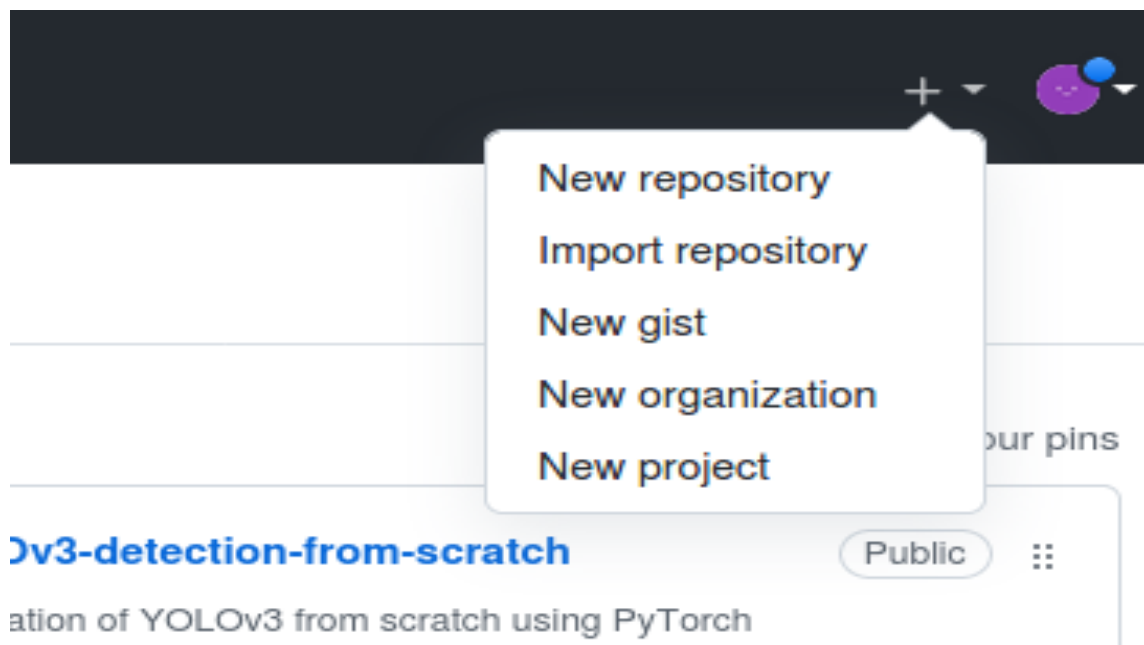 New repository
Import repository
New gist
New organization
New project
our pins
Ov3-detection-from-scratch
Public
ation of YOLOv3 from scratch using PyTorch